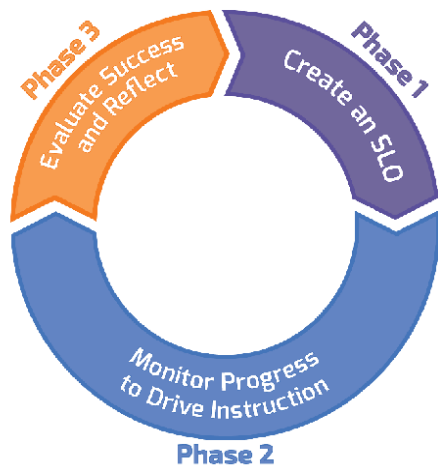 Phase 1
Create an SLO
Phase 2
Monitor Progress
to Drive Instruction
Phase 3
Evaluate Success
and Reflect